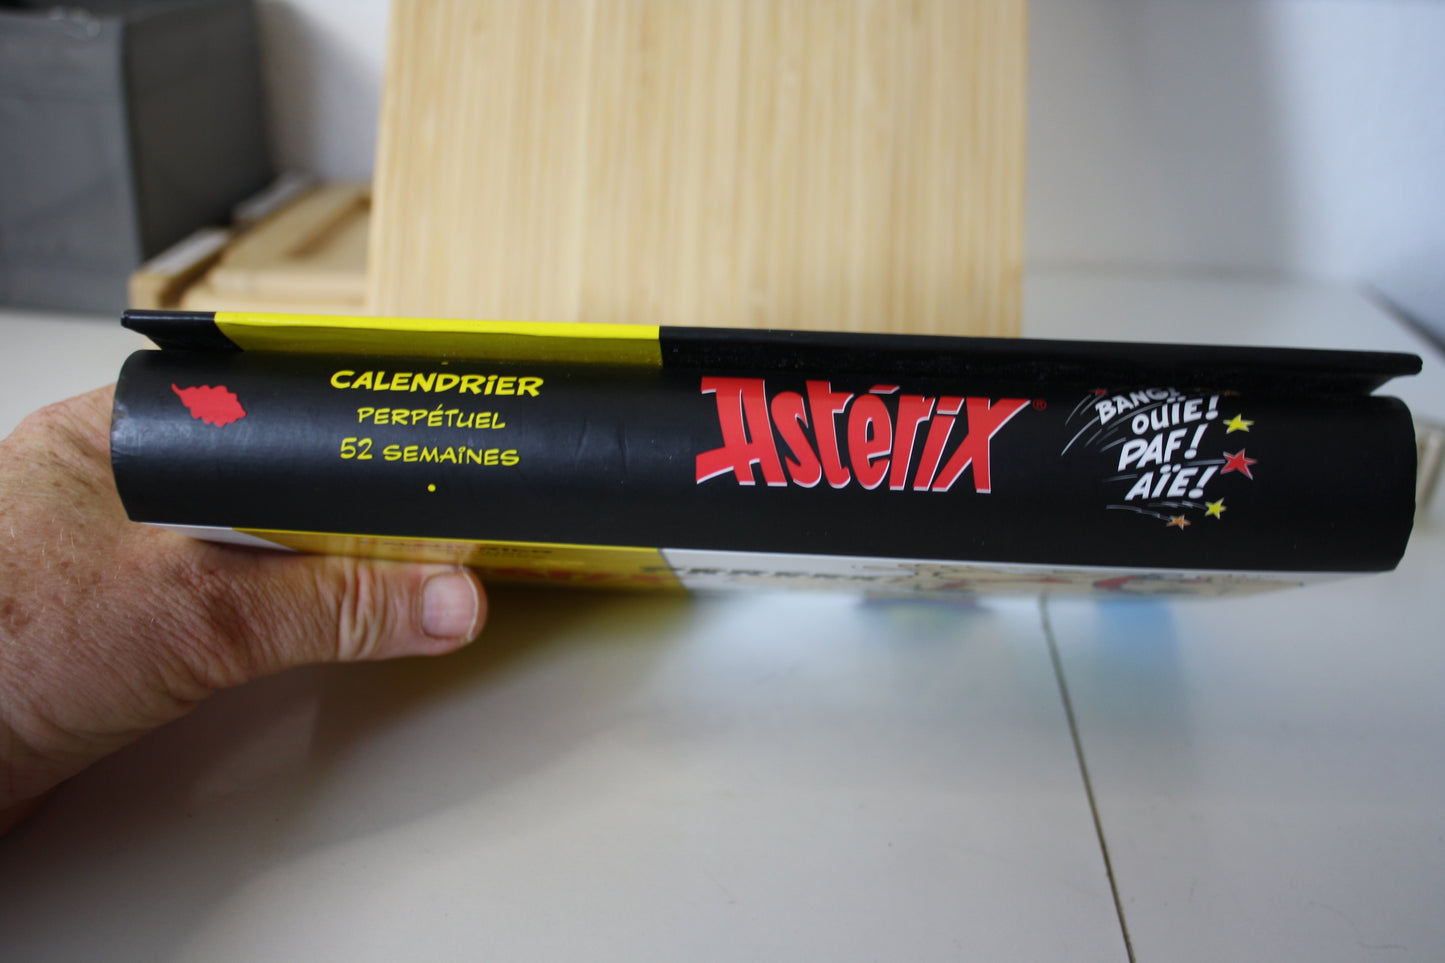 CALENDRiER
PERPÉTUEL
52 SEMAiNES
Astérix®
BANG!
OUIE!
PAF!
AÏE!